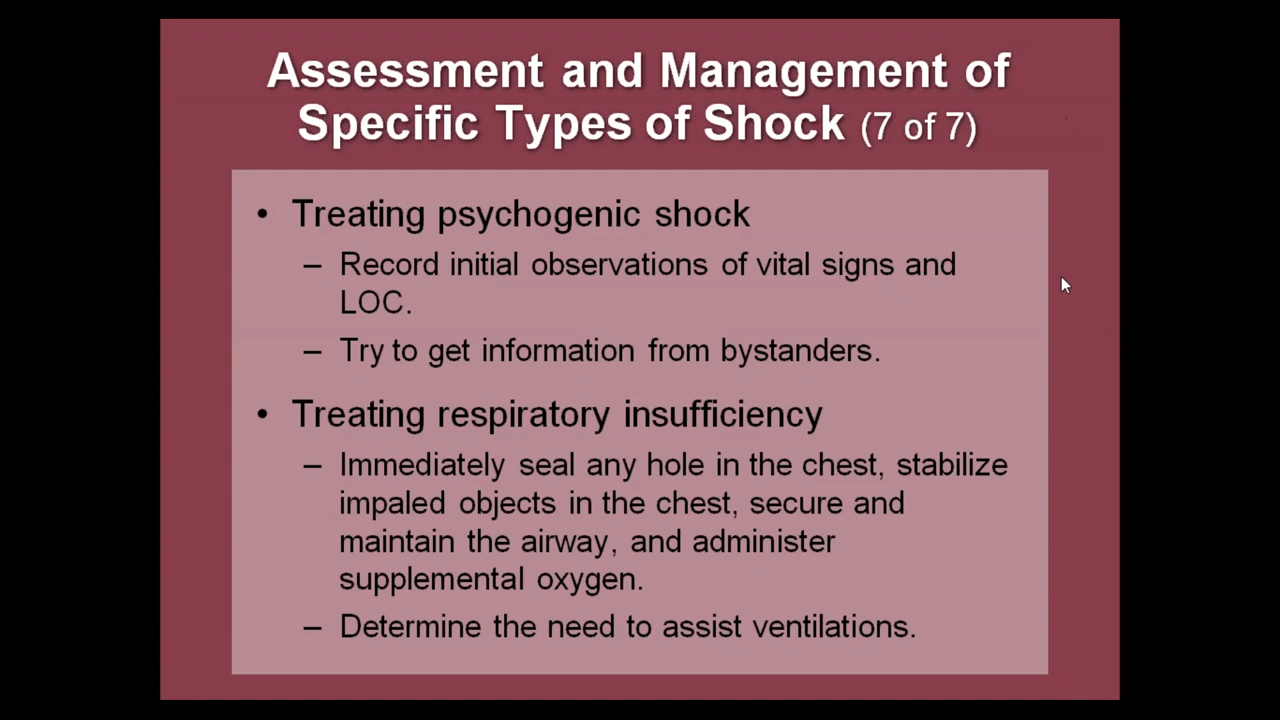 Assessment and Management of
Specific Types of Shock (7 of 7)
• Treating psychogenic shock
– Record initial observations of vital signs and
LOC.
– Try to get information from bystanders.
• Treating respiratory insufficiency
– Immediately seal any hole in the chest, stabilize
impaled objects in the chest, secure and
maintain the airway, and administer
supplemental oxygen.
– Determine the need to assist ventilations.